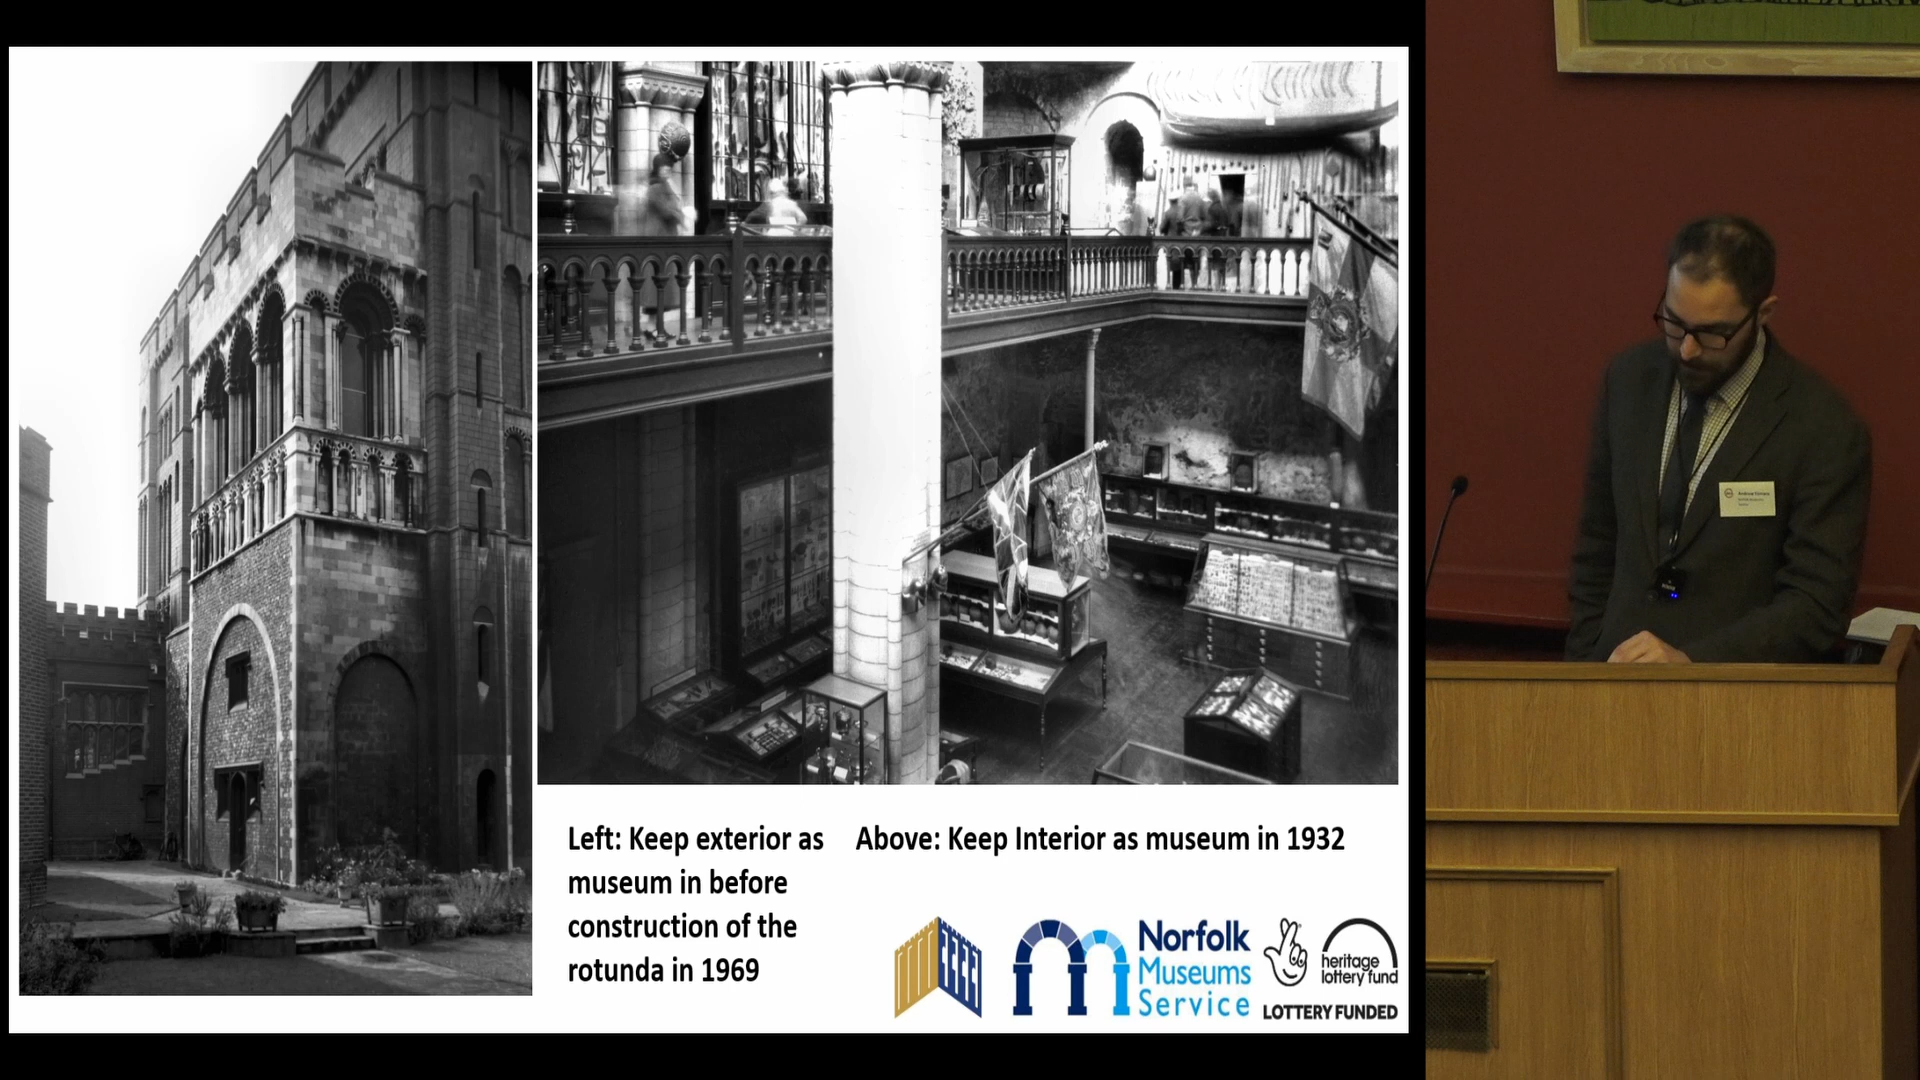 Left: Keep exterior as
museum in before
construction of the
rotunda in 1969
Above: Keep Interior as museum in 1932
Norfolk
Museums
Service
heritage
lottery fund
LOTTERY FUNDED
Andrew